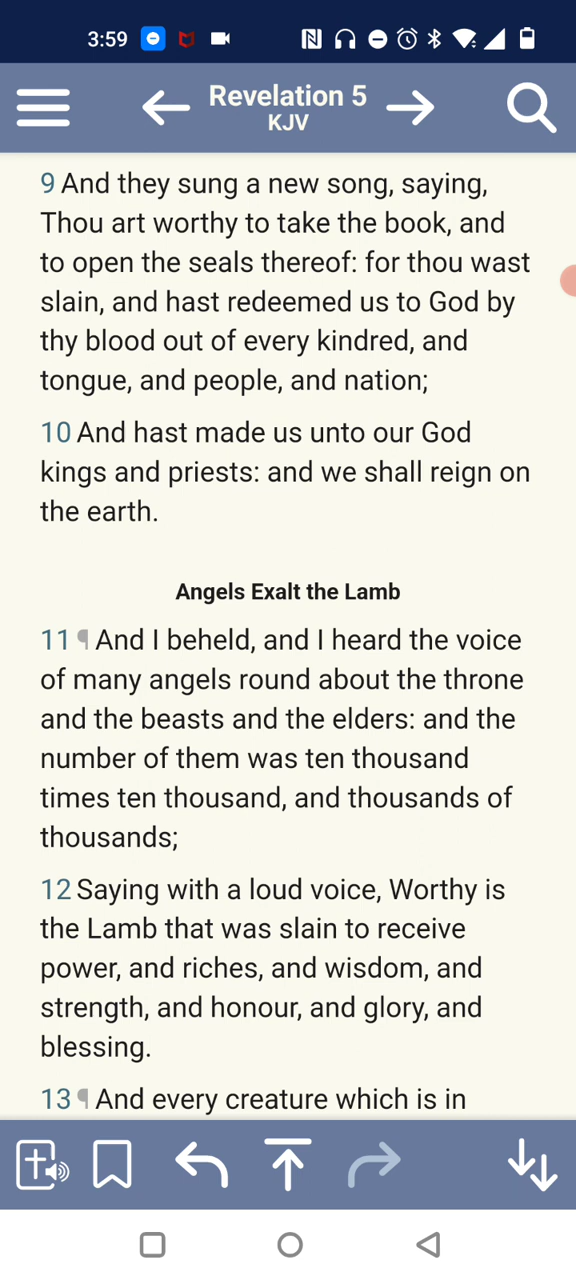 3:59
Revelation 5
KJV
9 And they sung a new song, saying,
Thou art worthy to take the book, and
to open the seals thereof: for thou wast
slain, and hast redeemed us to God by
thy blood out of every kindred, and
tongue, and people, and nation;
10 And hast made us unto our God
kings and priests: and we shall reign on
the earth.
Angels Exalt the Lamb
11 ¶ And I beheld, and I heard the voice
of many angels round about the throne
and the beasts and the elders: and the
number of them was ten thousand
times ten thousand, and thousands of
thousands;
12 Saying with a loud voice, Worthy is
the Lamb that was slain to receive
power, and riches, and wisdom, and
strength, and honour, and glory, and
blessing.
13 ¶ And every creature which is in